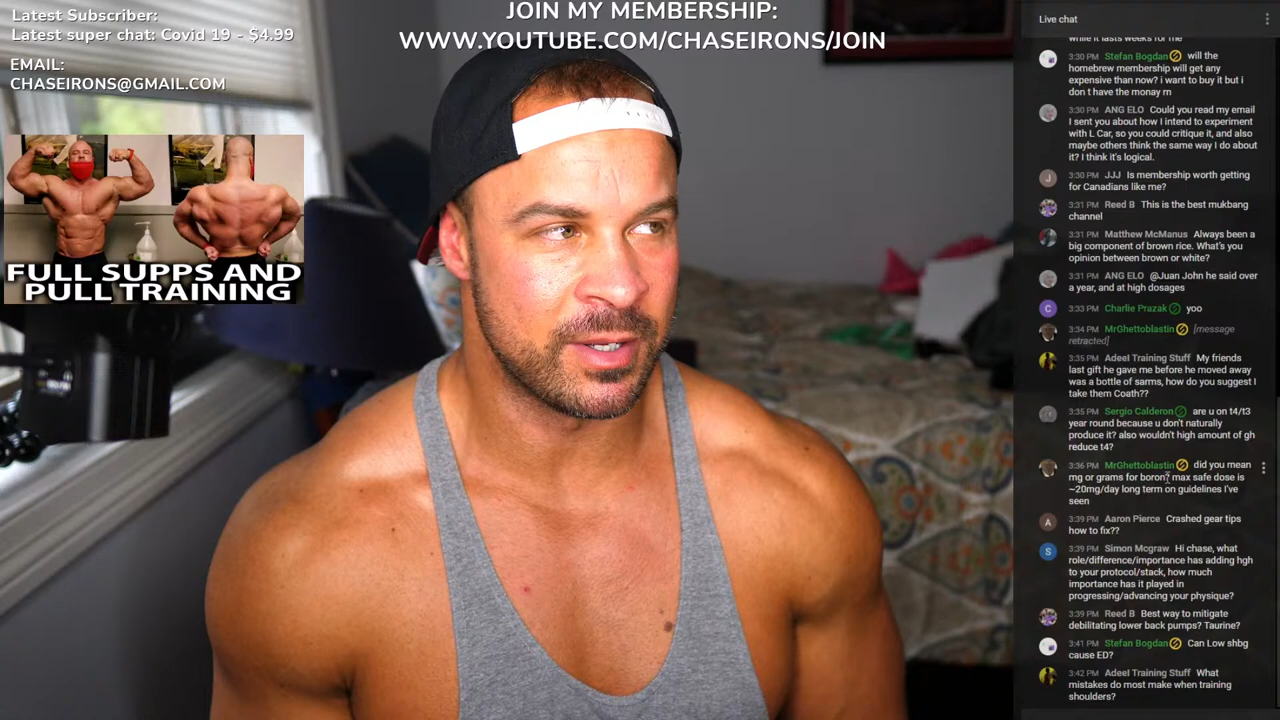 Latest Subscriber:
Latest super chat: Covid 19 - $4.99
EMAIL:
CHASEIRONS@GMAIL.COM
FULL SUPPS AND
PULL TRAINING
JOIN MY MEMBERSHIP:
WWW.YOUTUBE.COM/CHASEIRONS/JOIN
Live chat
while it lasts weeks for me
3:30 PM Stefan Bogdan will the
homebrew membership will get any
expensive than now? i want to buy it but i
don t have the monay rn
3:30 PM ANG ELO Could you read my email
I sent you about how I intend to experiment
with L Car, so you could critique it, and also
maybe others think the same way I do about
it? I think it's logical.
J
3:30 PM JJJ Is membership worth getting
for Canadians like me?
3:31 PM Reed B This is the best mukbang
channel
3:31 PM Matthew McManus Always been a
big component of brown rice. What's you
opinion between brown or white?
3:31 PM ANG ELO @Juan John he said over
a year, and at high dosages
C
3:33 PM Charlie Prazak yoo
3:34 PM MrGhettoblastin [message
retracted]
3:35 PM Adeel Training Stuff My friends
last gift he gave me before he moved away
was a bottle of sarms, how do you suggest I
take them Coath??
3:35 PM Sergio Calderon are u on t4/t3
year round because u don't naturally
produce it? also wouldn't high amount of gh
reduce t4?
3:36 PM MrGhettoblastin did you mean
mg or grams for boron? max safe dose is
~20mg/day long term on guidelines I've
seen
A
3:39 PM Aaron Pierce Crashed gear tips
how to fix??
S
3:39 PM Simon Mcgraw Hi chase, what
role/difference/importance has adding hgh
to your protocol/stack, how much
importance has it played in
progressing/advancing your physique?
3:39 PM Reed B Best way to mitigate
debilitating lower back pumps? Taurine?
3:41 PM Stefan Bogdan Can Low shbg
cause ED?
3:42 PM Adeel Training Stuff What
mistakes do most make when training
shoulders?